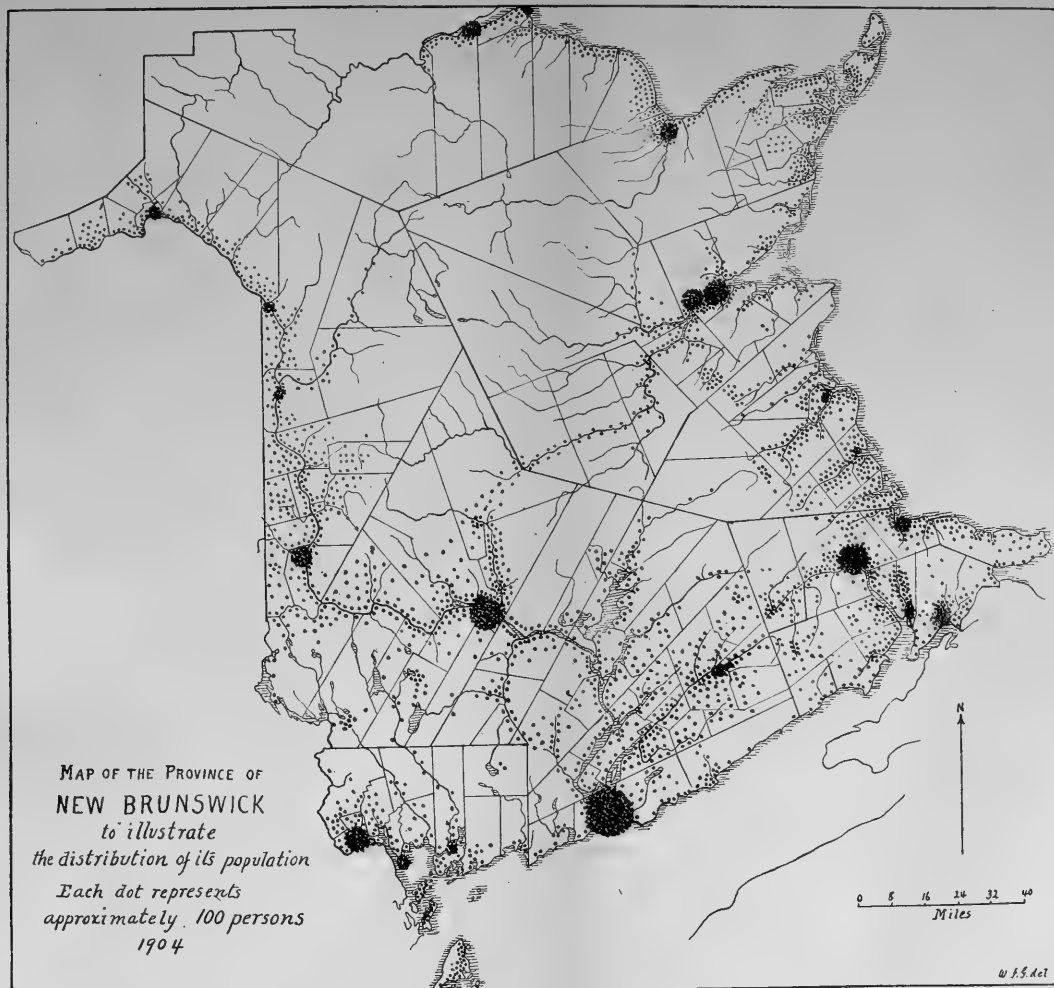 MAP OF THE PROVINCE OF
NEW BRUNSWICK
to illustrate
the distribution of its population
Each dot represents
approximately. 100 persons
1904
N
0 8 16 24 32 40
Miles
W.F.G. del